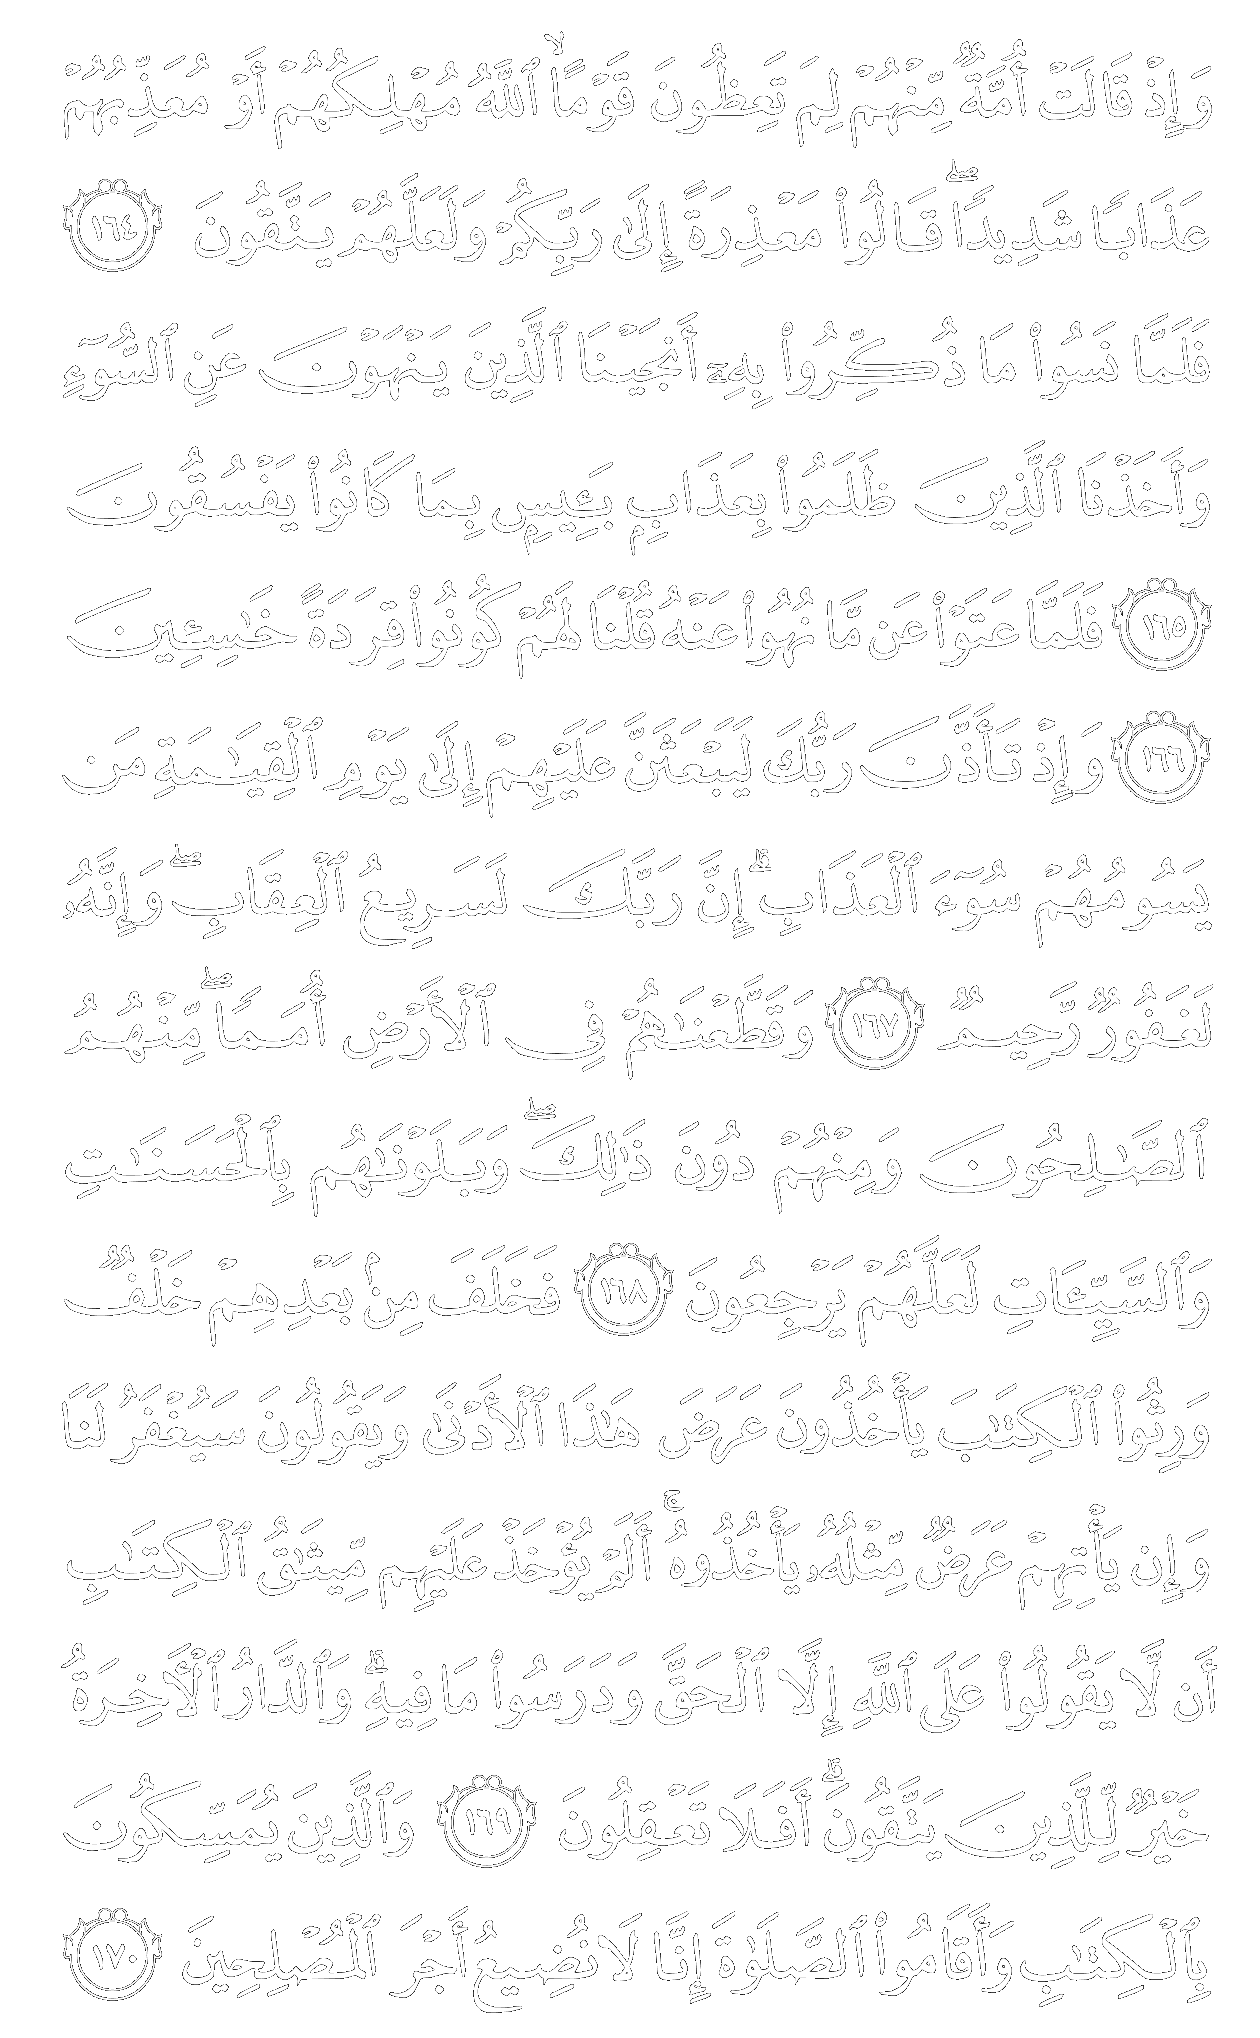 وَإِذْ قَالَتْ أُمَّةٌ مِّنْهُمْ لِمَ تَعِظُونَ قَوْمًا ۙ ٱللَّهُ مُهْلِكُهُمْ أَوْ مُعَذِّبُهُمْ
عَذَابًا شَدِيدًا ۖ قَالُوا۟ مَعْذِرَةً إِلَىٰ رَبِّكُمْ وَلَعَلَّهُمْ يَتَّقُونَ ١٦٤
فَلَمَّا نَسُوا۟ مَا ذُكِّرُوا۟ بِهِۦٓ أَنجَيْنَا ٱلَّذِينَ يَنْهَوْنَ عَنِ ٱلسُّوٓءِ
وَأَخَذْنَا ٱلَّذِينَ ظَلَمُوا۟ بِعَذَابٍۭ بَـِٔيسٍۭ بِمَا كَانُوا۟ يَفْسُقُونَ
١٦٥ فَلَمَّا عَتَوْا۟ عَن مَّا نُهُوا۟ عَنْهُ قُلْنَا لَهُمْ كُونُوا۟ قِرَدَةً خَـٰسِـِٔينَ
١٦٦ وَإِذْ تَأَذَّنَ رَبُّكَ لَيَبْعَثَنَّ عَلَيْهِمْ إِلَىٰ يَوْمِ ٱلْقِيَـٰمَةِ مَن
يَسُومُهُمْ سُوٓءَ ٱلْعَذَابِ ۗ إِنَّ رَبَّكَ لَسَرِيعُ ٱلْعِقَابِ ۖ وَإِنَّهُۥ
لَغَفُورٌ رَّحِيمٌ ١٦٧ وَقَطَّعْنَـٰهُمْ فِى ٱلْأَرْضِ أُمَمًا ۖ مِّنْهُمُ
ٱلصَّـٰلِحُونَ وَمِنْهُمْ دُونَ ذَٰلِكَ ۖ وَبَلَوْنَـٰهُم بِٱلْحَسَنَـٰتِ
وَٱلسَّيِّـَٔاتِ لَعَلَّهُمْ يَرْجِعُونَ ١٦٨ فَخَلَفَ مِنۢ بَعْدِهِمْ خَلْفٌ
وَرِثُوا۟ ٱلْكِتَـٰبَ يَأْخُذُونَ عَرَضَ هَـٰذَا ٱلْأَدْنَىٰ وَيَقُولُونَ سَيُغْفَرُ لَنَا
وَإِن يَأْتِهِمْ عَرَضٌ مِّثْلُهُۥ يَأْخُذُوهُ ۚ أَلَمْ يُؤْخَذْ عَلَيْهِم مِّيثَـٰقُ ٱلْكِتَـٰبِ
أَن لَّا يَقُولُوا۟ عَلَى ٱللَّهِ إِلَّا ٱلْحَقَّ وَدَرَسُوا۟ مَا فِيهِ ۗ وَٱلدَّارُ ٱلْـَٔاخِرَةُ
خَيْرٌ لِّلَّذِينَ يَتَّقُونَ ۗ أَفَلَا تَعْقِلُونَ ١٦٩ وَٱلَّذِينَ يُمَسِّكُونَ
بِٱلْكِتَـٰبِ وَأَقَامُوا۟ ٱلصَّلَوٰةَ إِنَّا لَا نُضِيعُ أَجْرَ ٱلْمُصْلِحِينَ ١٧٠